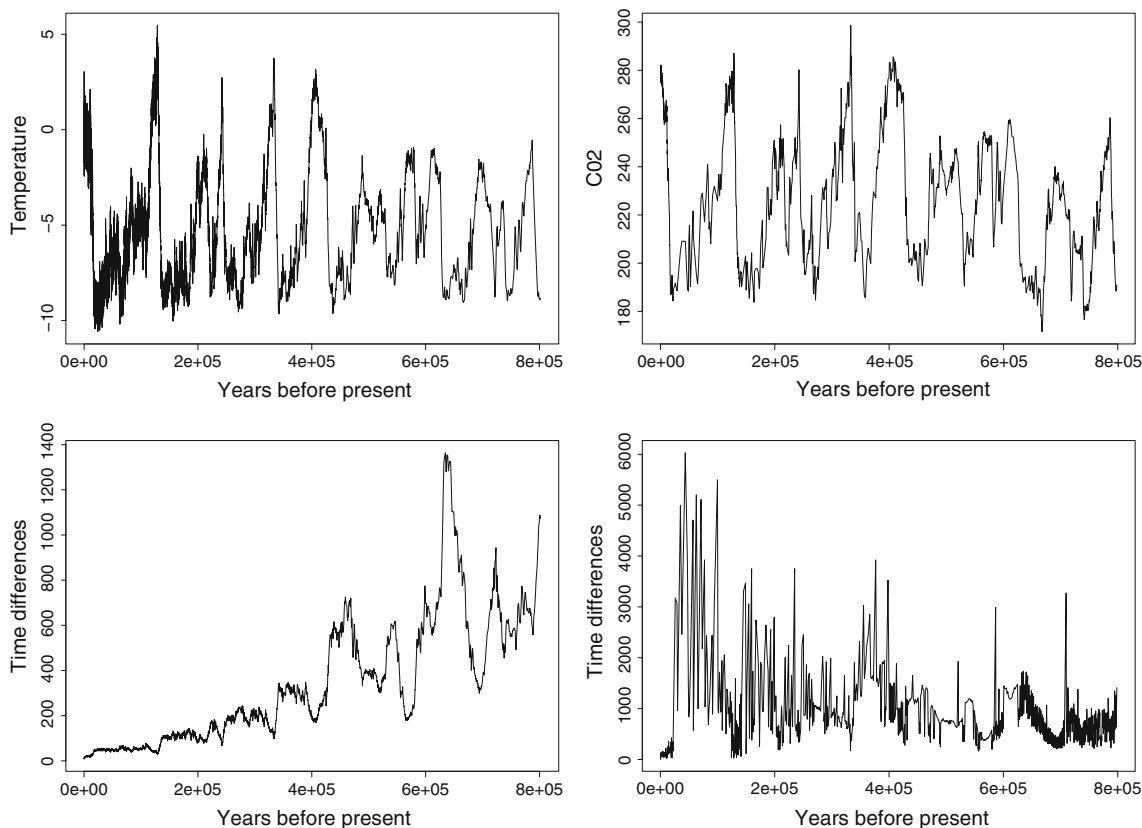 5
0
−5
−10
Temperature
0e+00 2e+05 4e+05 6e+05 8e+05
Years before present
300
280
260
240
220
200
180
C02
0e+00 2e+05 4e+05 6e+05 8e+05
Years before present
1400
1200
1000
800
600
400
200
0
Time differences
0e+00 2e+05 4e+05 6e+05 8e+05
Years before present
6000
5000
4000
3000
2000
1000
0
Time differences
0e+00 2e+05 4e+05 6e+05 8e+05
Years before present